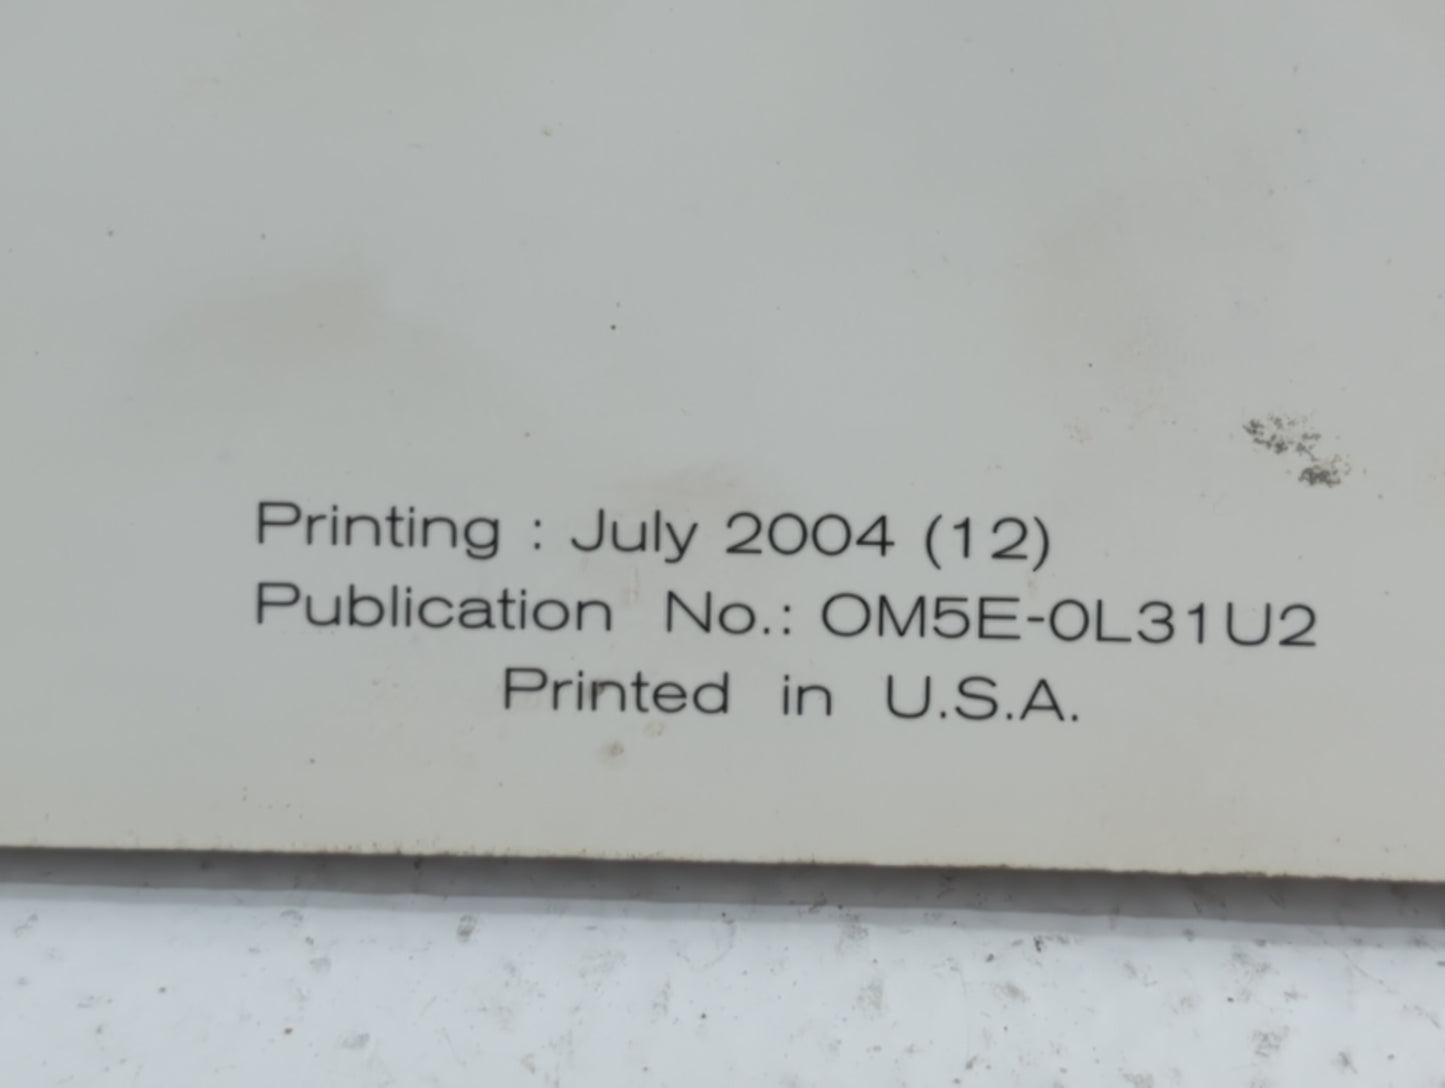 Printing : July 2004 (12)
Publication No.: OM5E-0L31U2
Printed in U.S.A.